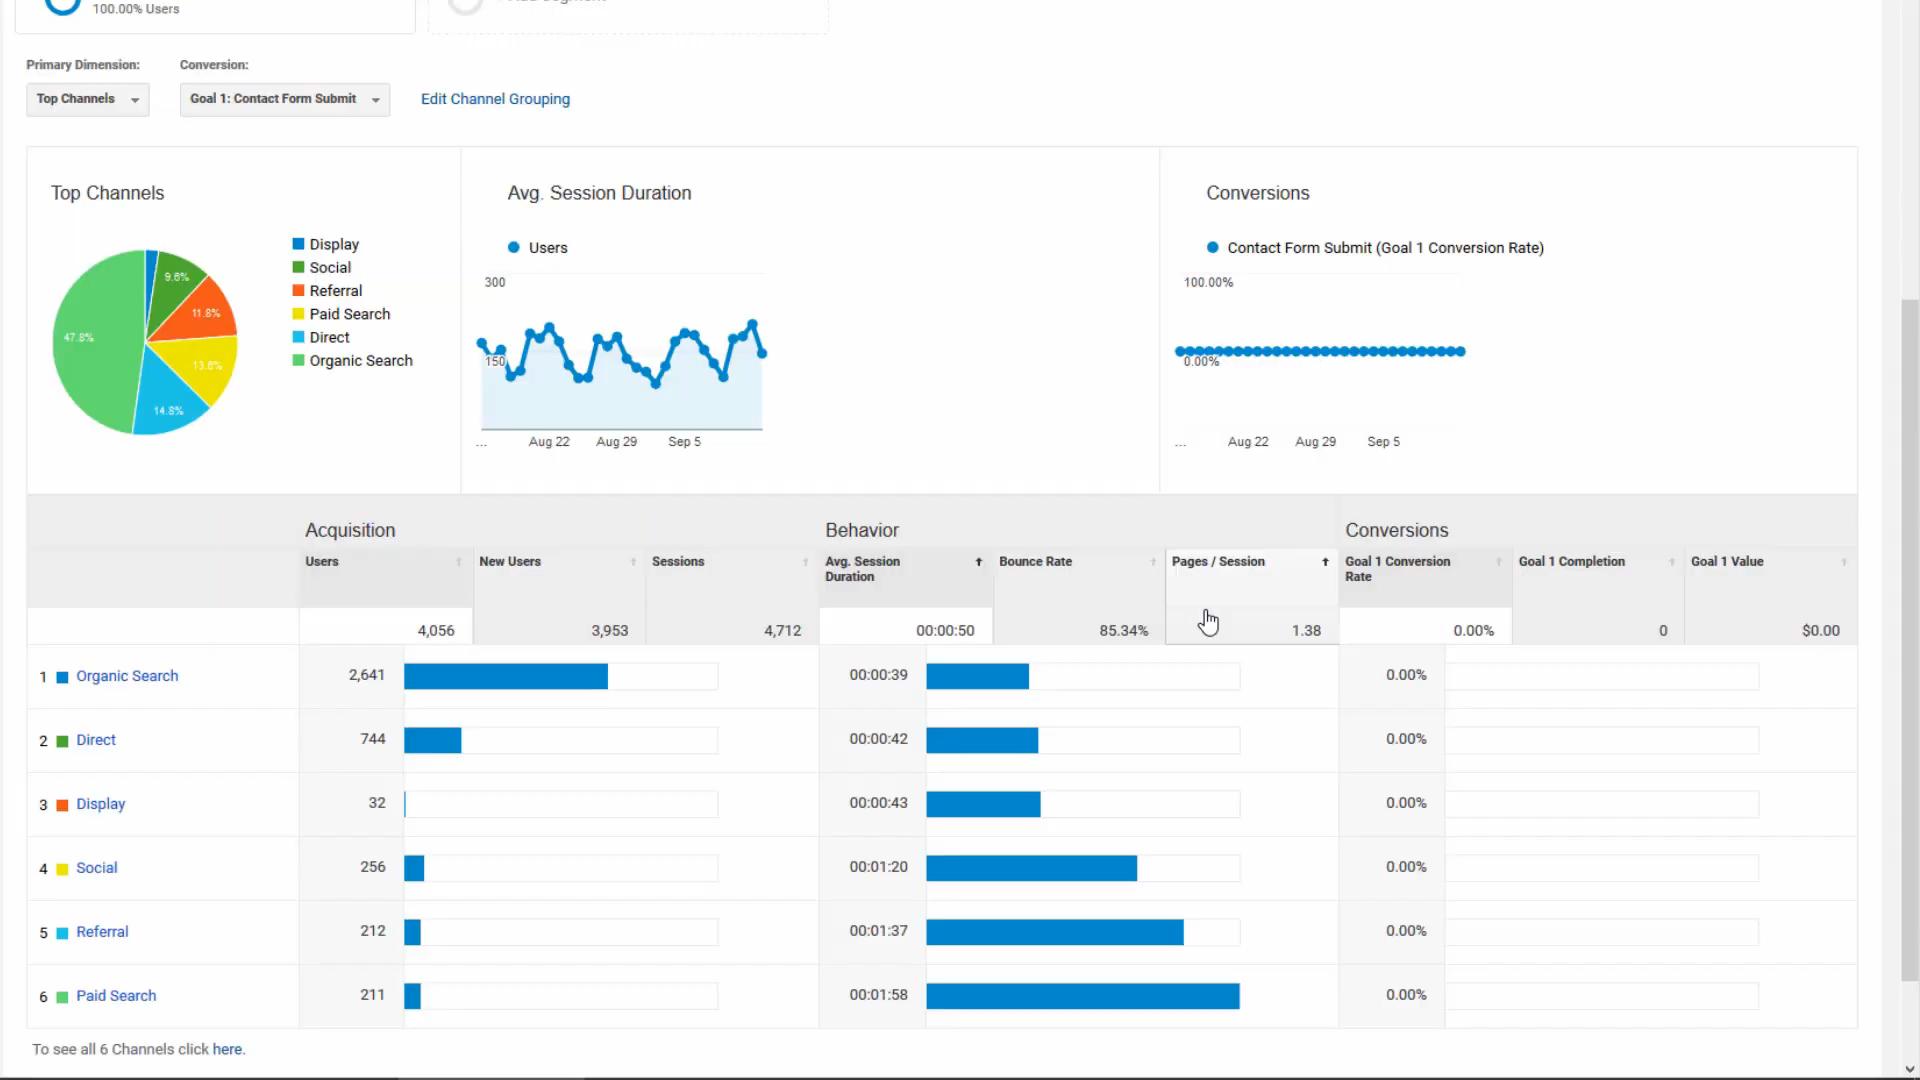 100.00% Users
Primary Dimension:
Conversion:
Top Channels
Goal 1: Contact Form Submit
Edit Channel Grouping
Top Channels
Display
Social
Referral
Paid Search
Direct
Organic Search
9.6%
11.8%
13.6%
14.8%
47.8%
Avg. Session Duration
Users
300
150
... Aug 22 Aug 29 Sep 5
Conversions
Contact Form Submit (Goal 1 Conversion Rate)
100.00%
0.00%
... Aug 22 Aug 29 Sep 5
Acquisition Behavior Conversions
Users New Users Sessions Avg. Session Duration Bounce Rate Pages / Session Goal 1 Conversion Rate Goal 1 Completion Goal 1 Value
4,056 3,953 4,712 00:00:50 85.34% 1.38 0.00% 0 $0.00
1 Organic Search 2,641 00:00:39 0.00%
2 Direct 744 00:00:42 0.00%
3 Display 32 00:00:43 0.00%
4 Social 256 00:01:20 0.00%
5 Referral 212 00:01:37 0.00%
6 Paid Search 211 00:01:58 0.00%
To see all 6 Channels click here.